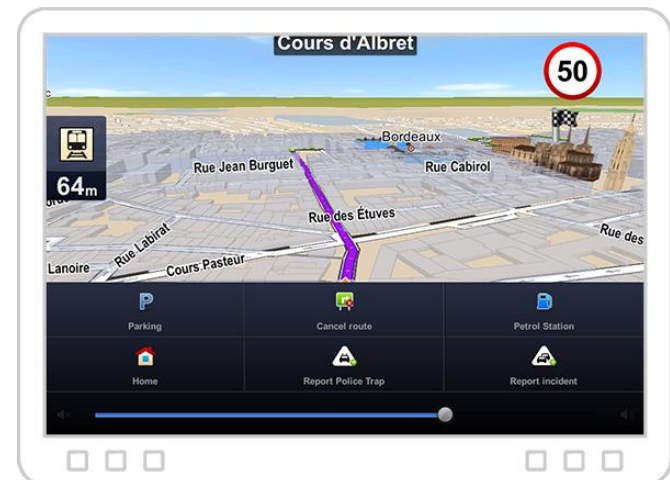 Cours d'Albret
50
Bordeaux
Rue Jean Burguet
Rue Cabirol
64m
Rue des Étuves
Rue Labirat
Rue des
Lanoire
Cours Pasteur
P
Parking
Cancel route
Petrol Station
Home
Report Police Trap
Report incident